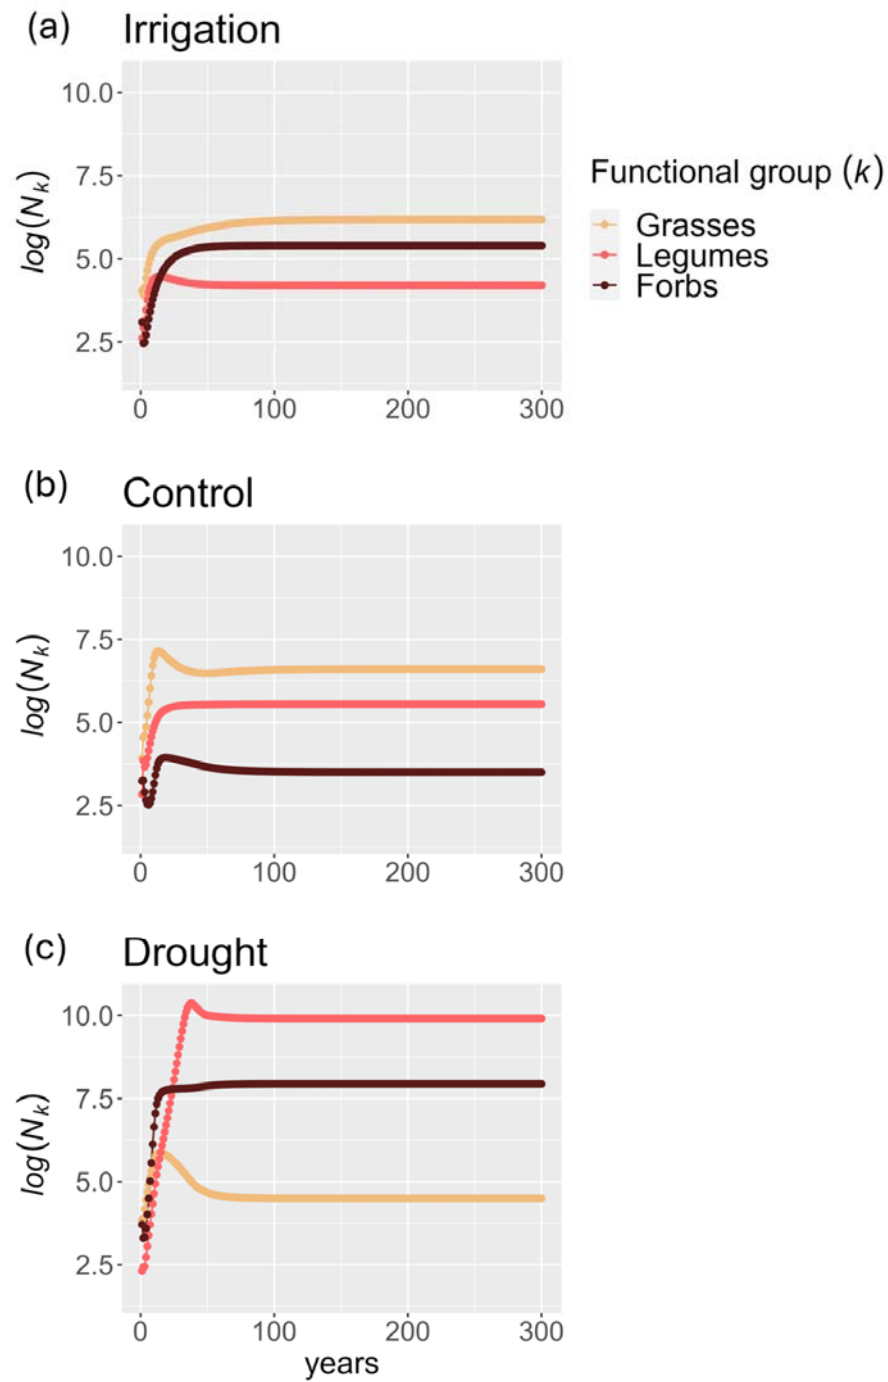 (a) Irrigation
10.0
7.5
5.0
2.5
log(Nk)
0 100 200 300
Functional group (k)
Grasses
Legumes
Forbs
(b) Control
10.0
7.5
5.0
2.5
log(Nk)
0 100 200 300
(c) Drought
10.0
7.5
5.0
2.5
log(Nk)
0 100 200 300
years